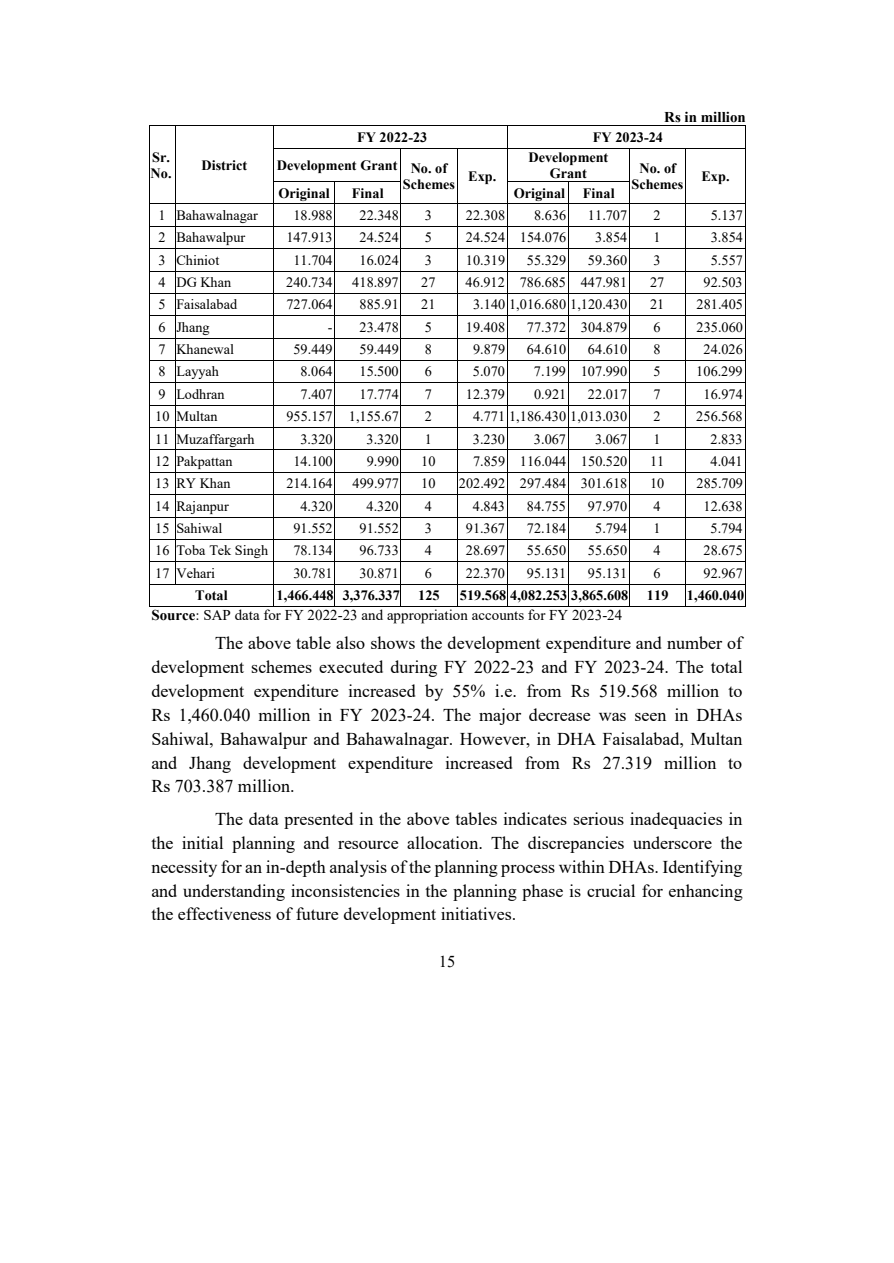 Rs in million
Sr. No. District FY 2022-23 FY 2023-24
Development Grant No. of Schemes Exp. Development Grant No. of Schemes Exp.
Original Final Original Final
1 Bahawalnagar 18.988 22.348 3 22.308 8.636 11.707 2 5.137
2 Bahawalpur 147.913 24.524 5 24.524 154.076 3.854 1 3.854
3 Chiniot 11.704 16.024 3 10.319 55.329 59.360 3 5.557
4 DG Khan 240.734 418.897 27 46.912 786.685 447.981 27 92.503
5 Faisalabad 727.064 885.91 21 3.140 1,016.680 1,120.430 21 281.405
6 Jhang - 23.478 5 19.408 77.372 304.879 6 235.060
7 Khanewal 59.449 59.449 8 9.879 64.610 64.610 8 24.026
8 Layyah 8.064 15.500 6 5.070 7.199 107.990 5 106.299
9 Lodhran 7.407 17.774 7 12.379 0.921 22.017 7 16.974
10 Multan 955.157 1,155.67 2 4.771 1,186.430 1,013.030 2 256.568
11 Muzaffargarh 3.320 3.320 1 3.230 3.067 3.067 1 2.833
12 Pakpattan 14.100 9.990 10 7.859 116.044 150.520 11 4.041
13 RY Khan 214.164 499.977 10 202.492 297.484 301.618 10 285.709
14 Rajanpur 4.320 4.320 4 4.843 84.755 97.970 4 12.638
15 Sahiwal 91.552 91.552 3 91.367 72.184 5.794 1 5.794
16 Toba Tek Singh 78.134 96.733 4 28.697 55.650 55.650 4 28.675
17 Vehari 30.781 30.871 6 22.370 95.131 95.131 6 92.967
Total 1,466.448 3,376.337 125 519.568 4,082.253 3,865.608 119 1,460.040
Source: SAP data for FY 2022-23 and appropriation accounts for FY 2023-24
The above table also shows the development expenditure and number of
development schemes executed during FY 2022-23 and FY 2023-24. The total
development expenditure increased by 55% i.e. from Rs 519.568 million to
Rs 1,460.040 million in FY 2023-24. The major decrease was seen in DHAs
Sahiwal, Bahawalpur and Bahawalnagar. However, in DHA Faisalabad, Multan
and Jhang development expenditure increased from Rs 27.319 million to
Rs 703.387 million.
The data presented in the above tables indicates serious inadequacies in
the initial planning and resource allocation. The discrepancies underscore the
necessity for an in-depth analysis of the planning process within DHAs. Identifying
and understanding inconsistencies in the planning phase is crucial for enhancing
the effectiveness of future development initiatives.
15